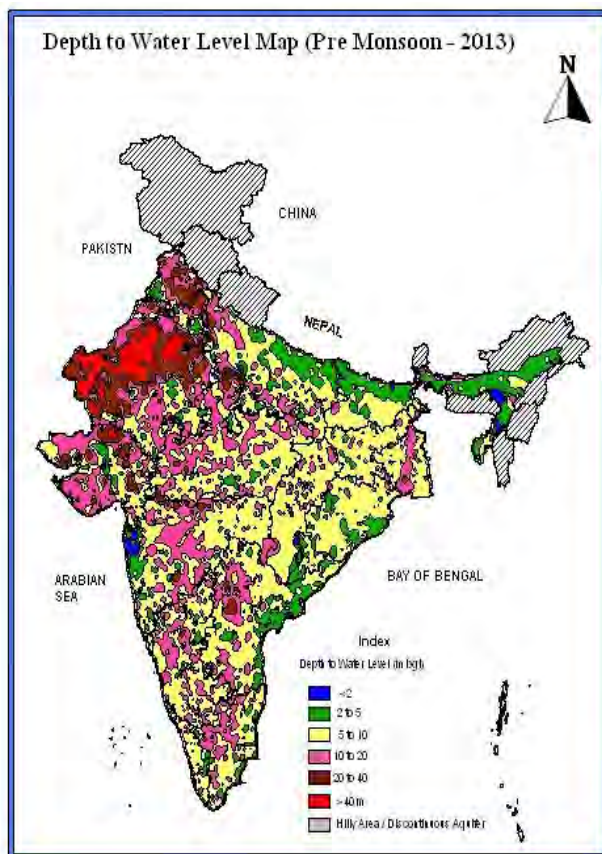 Depth to Water Level Map (Pre Monsoon - 2013)
N
CHINA
PAKISTN
NEPAL
ARABIAN
SEA
BAY OF BENGAL
Index
Depth to Water Level (m bgl)
<2
2 to 5
5 to 10
10 to 20
20 to 40
>40 m
Hilly Area / Discontinuous Aquifer